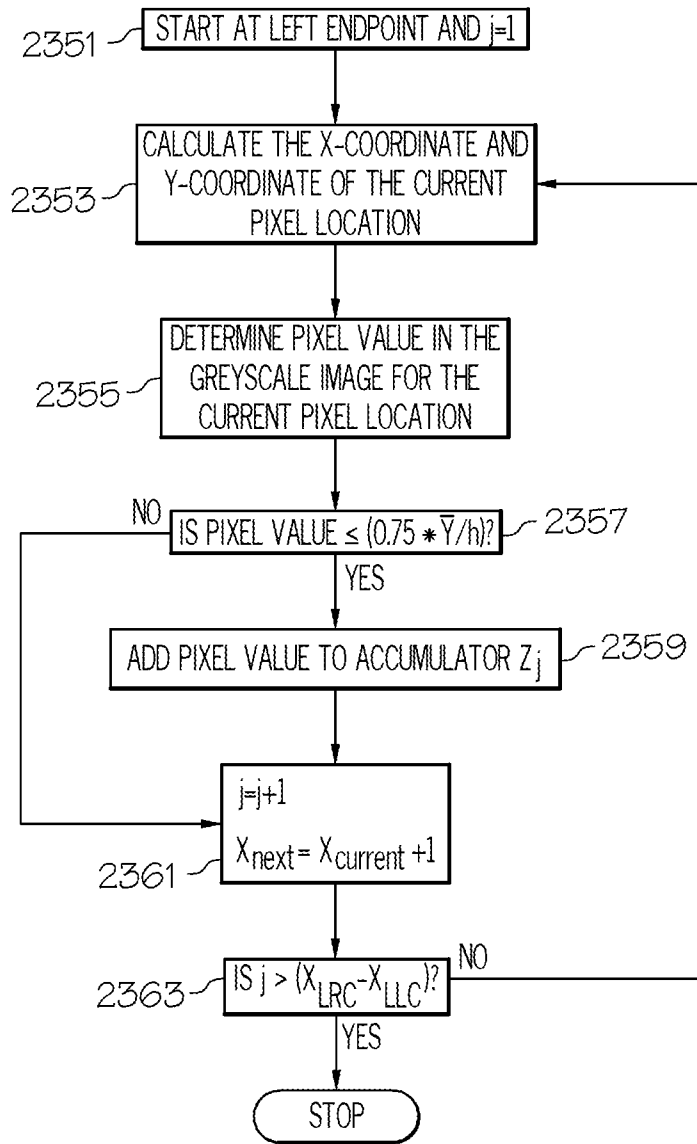 2351
START AT LEFT ENDPOINT AND j=1
2353
CALCULATE THE X-COORDINATE AND
Y-COORDINATE OF THE CURRENT
PIXEL LOCATION
2355
DETERMINE PIXEL VALUE IN THE
GREYSCALE IMAGE FOR THE
CURRENT PIXEL LOCATION
NO
IS PIXEL VALUE ≤ (0.75 * Y̅/h)?
2357
YES
ADD PIXEL VALUE TO ACCUMULATOR Zj
2359
j=j+1
Xnext = Xcurrent +1
2361
IS j > (XLRC-XLLC)?
NO
2363
YES
STOP